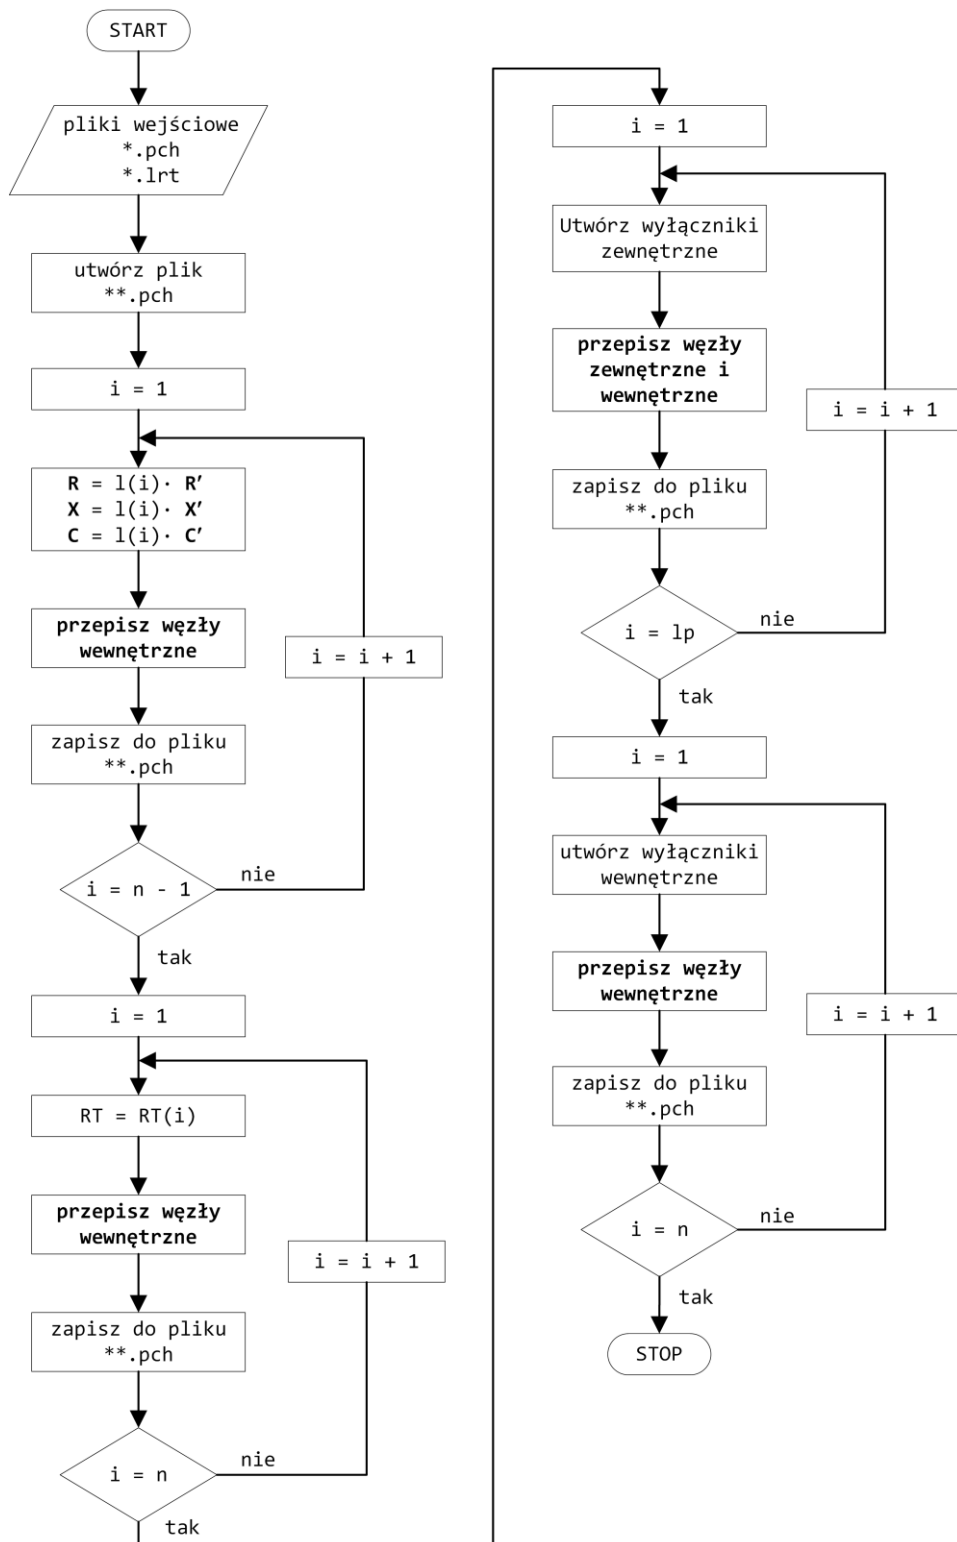 START
pliki wejściowe
*.pch
*.lrt
utwórz plik
**.pch
i = 1
R = l(i)· R’
X = l(i)· X’
C = l(i)· C’
przepisz węzły
wewnętrzne
i = i + 1
zapisz do pliku
**.pch
i = n - 1
nie
tak
i = 1
RT = RT(i)
przepisz węzły
wewnętrzne
i = i + 1
zapisz do pliku
**.pch
i = n
nie
tak
i = 1
Utwórz wyłączniki
zewnętrzne
przepisz węzły
zewnętrzne i
wewnętrzne
i = i + 1
zapisz do pliku
**.pch
i = lp
nie
tak
i = 1
utwórz wyłączniki
wewnętrzne
przepisz węzły
wewnętrzne
i = i + 1
zapisz do pliku
**.pch
i = n
nie
tak
STOP